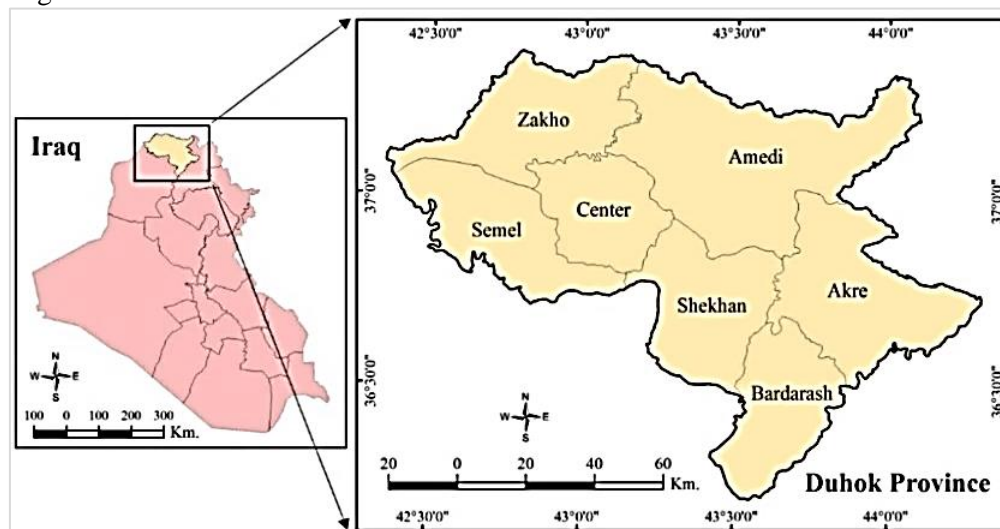 Iraq
N
W E
S
100 0 100 200 300
Km.
42°30'0" 43°0'0" 43°30'0" 44°0'0"
37°0'0"
36°30'0"
Zakho
Amedi
Center
Semel
Shekhan
Akre
Bardarash
N
W E
S
20 0 20 40 60
Km.
Duhok Province
37°0'0"
36°30'0"
42°30'0" 43°0'0" 43°30'0" 44°0'0"